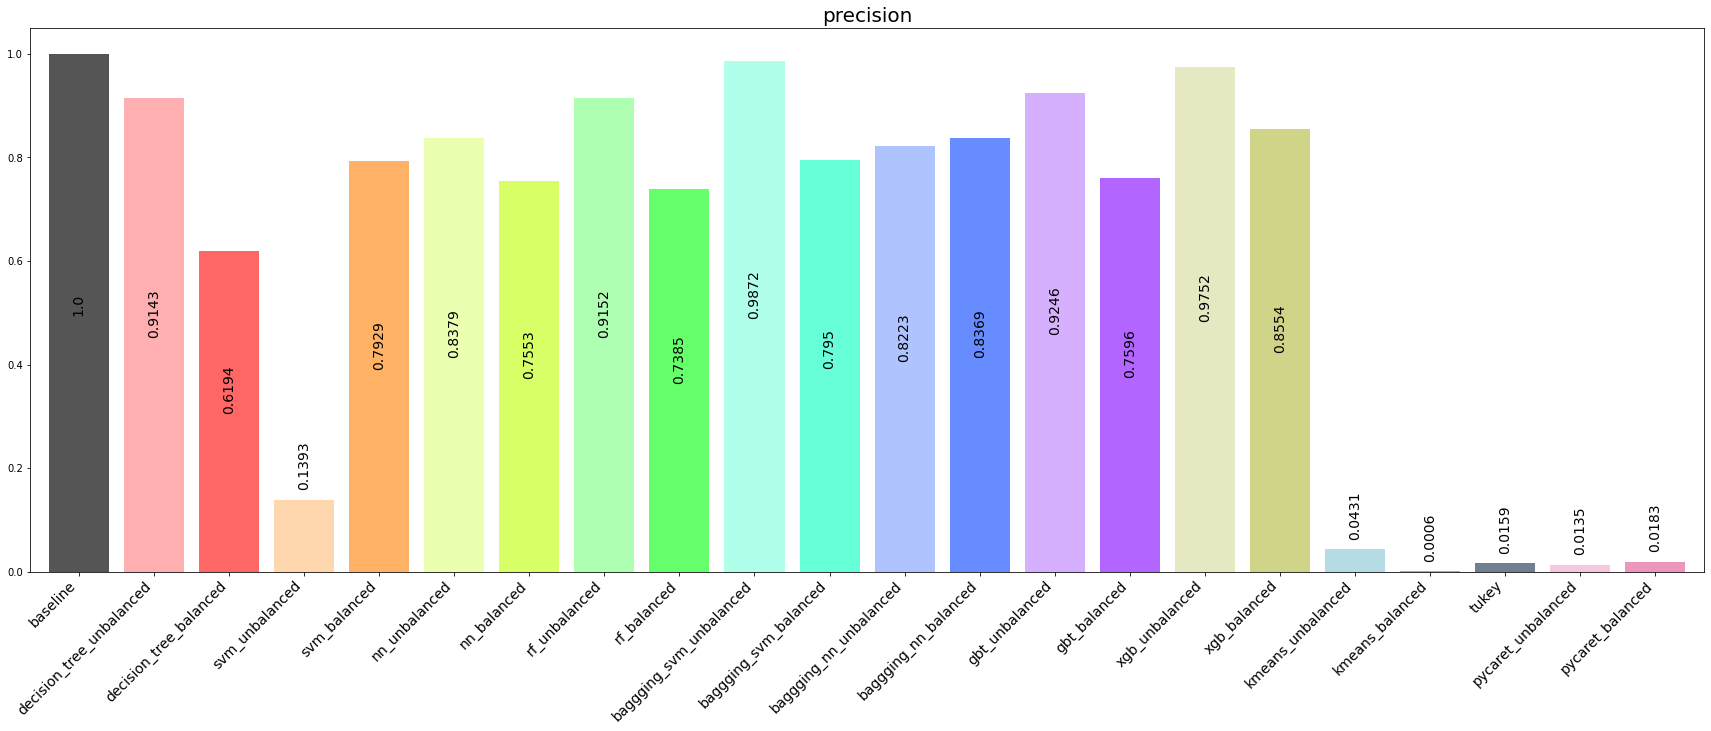 precision
1.0
0.8
0.6
0.4
0.2
0.0
1.0
0.9143
0.6194
0.1393
0.7929
0.8379
0.7553
0.9152
0.7385
0.9872
0.795
0.8223
0.8369
0.9246
0.7596
0.9752
0.8554
0.0431
0.0006
0.0159
0.0135
0.0183
baseline
decision_tree_unbalanced
decision_tree_balanced
svm_unbalanced
svm_balanced
nn_unbalanced
nn_balanced
rf_unbalanced
rf_balanced
baggging_svm_unbalanced
baggging_svm_balanced
baggging_nn_unbalanced
baggging_nn_balanced
gbt_unbalanced
gbt_balanced
xgb_unbalanced
xgb_balanced
kmeans_unbalanced
kmeans_balanced
tukey
pycaret_unbalanced
pycaret_balanced